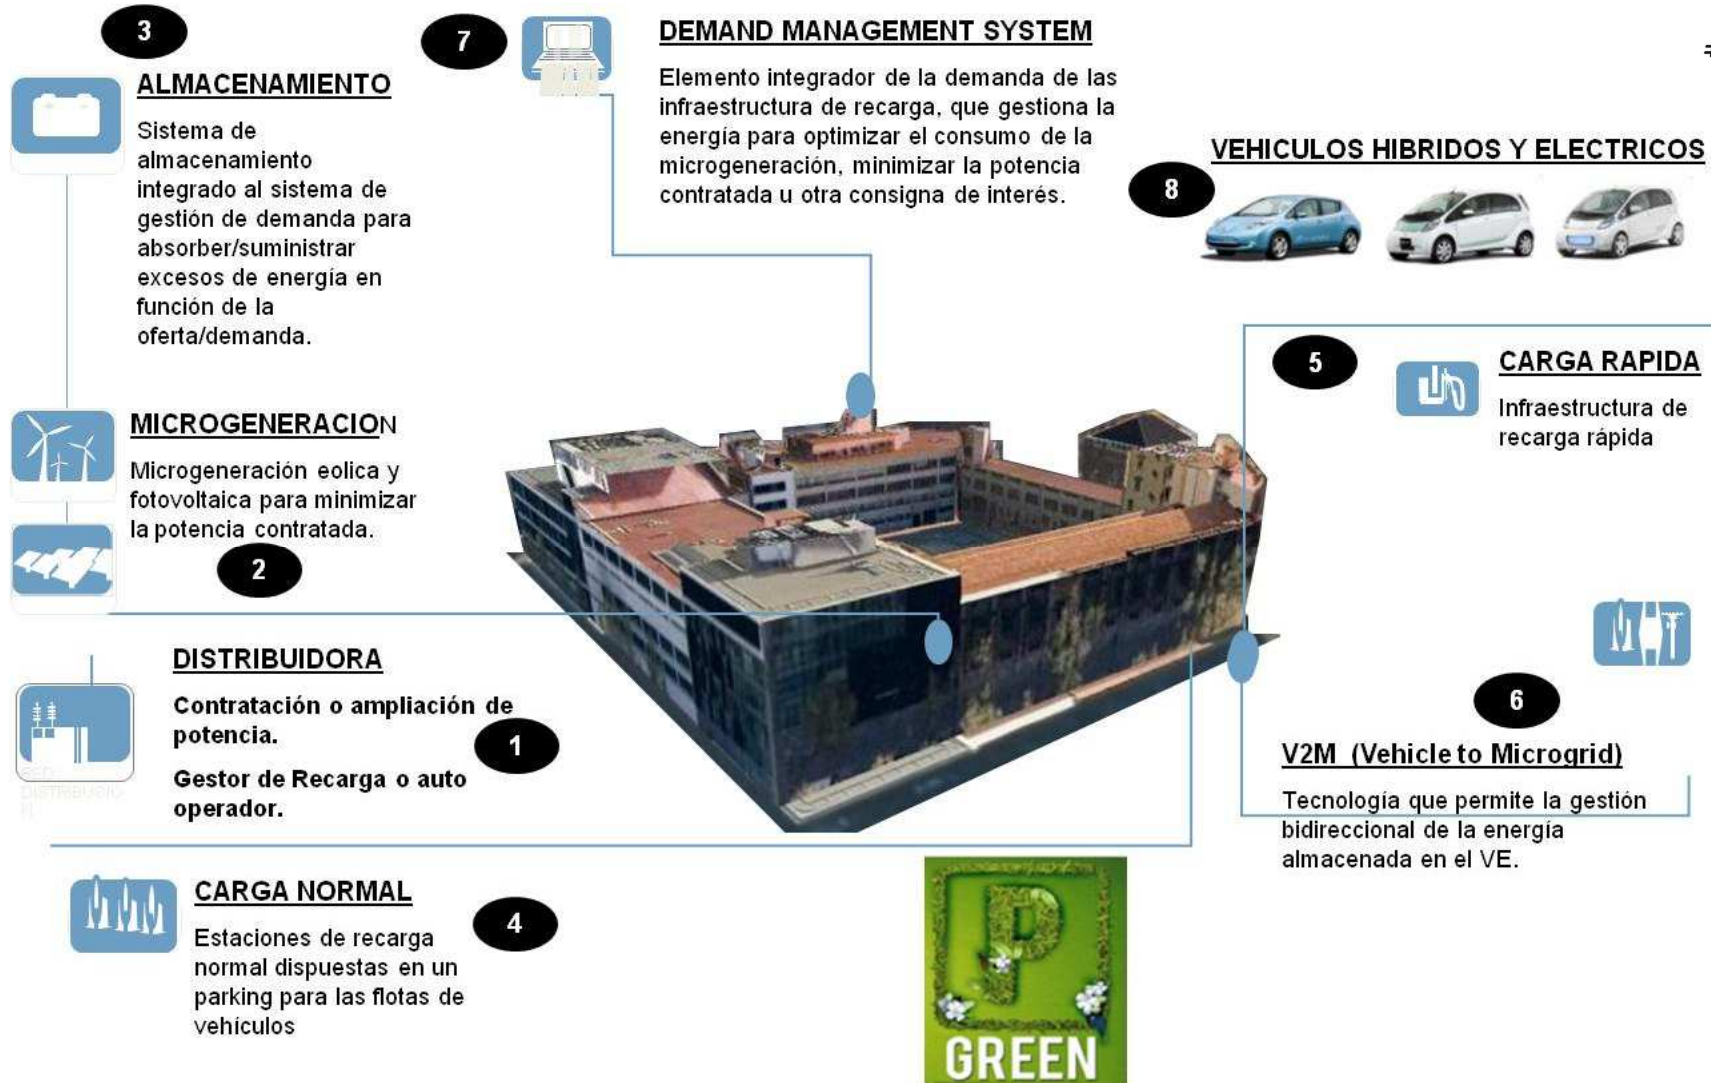 3
ALMACENAMIENTO
Sistema de
almacenamiento
integrado al sistema de
gestión de demanda para
absorber/suministrar
excesos de energía en
función de la
oferta/demanda.
7
DEMAND MANAGEMENT SYSTEM
Elemento integrador de la demanda de las
infraestructura de recarga, que gestiona la
energía para optimizar el consumo de la
microgeneración, minimizar la potencia
contratada u otra consigna de interés.
VEHICULOS HIBRIDOS Y ELECTRICOS
8
5
CARGA RAPIDA
Infraestructura de
recarga rápida
MICROGENERACION
Microgeneración eolica y
fotovoltaica para minimizar
la potencia contratada.
2
DISTRIBUIDORA
Contratación o ampliación de
potencia.
1
Gestor de Recarga o auto
operador.
RED
DISTRIBUCIO
N
6
V2M (Vehicle to Microgrid)
Tecnología que permite la gestión
bidireccional de la energía
almacenada en el VE.
CARGA NORMAL
4
Estaciones de recarga
normal dispuestas en un
parking para las flotas de
vehículos
P
GREEN